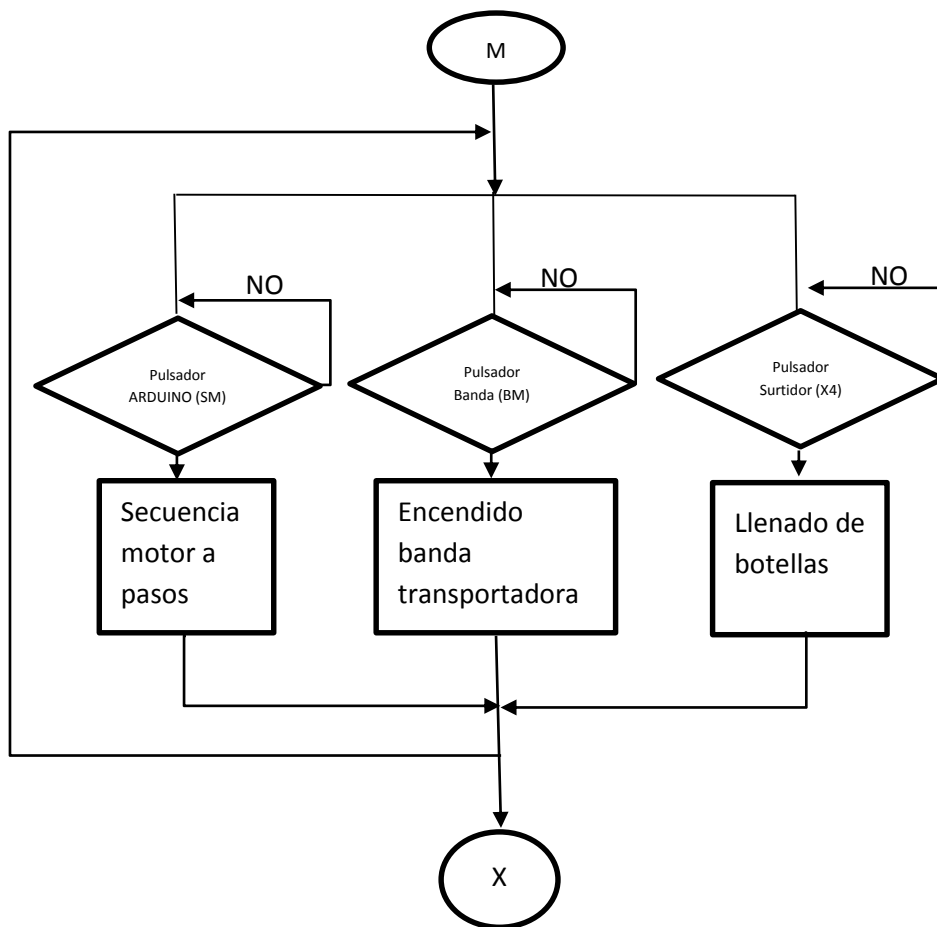 M
NO
NO
NO
Pulsador
ARDUINO (SM)
Pulsador
Banda (BM)
Pulsador
Surtidor (X4)
Secuencia
motor a
pasos
Encendido
banda
transportadora
Llenado de
botellas
X